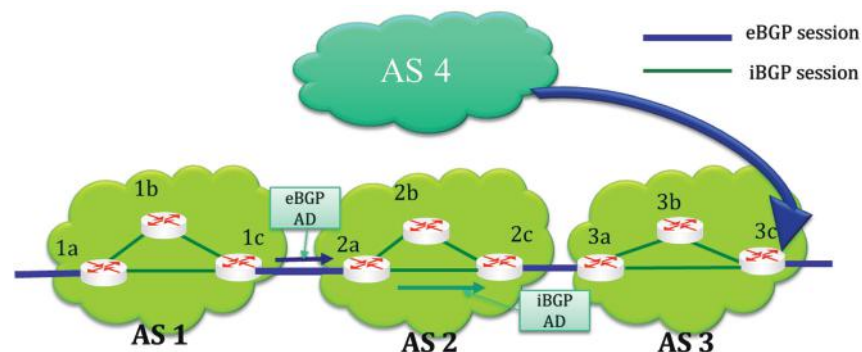 eBGP session
iBGP session
AS 4
1b
eBGP
AD
2b
3b
1a
1c
2a
2c
3a
3c
iBGP
AD
AS 1
AS 2
AS 3